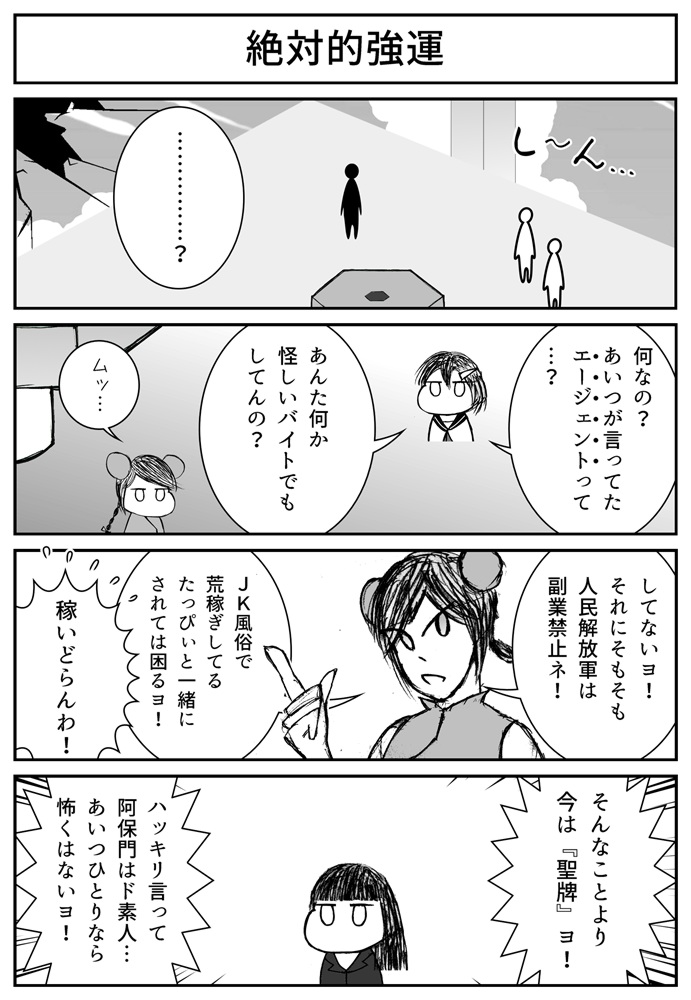 絶対的強運
し～ん…
…………？
何なの？
あいつが言ってた
エージェントって
…？
あんた何か
怪しいバイトでも
してんの？
ムッ…
してないョ！
それにそもそも
人民解放軍は
副業禁止ネ！
ＪＫ風俗で
荒稼ぎしてる
たっぴぃと一緒に
されては困るョ！
稼いどらんわ！
そんなことより
今は『聖牌』ョ！
ハッキリ言って
阿保門はド素人…
あいつひとりなら
怖くはないョ！